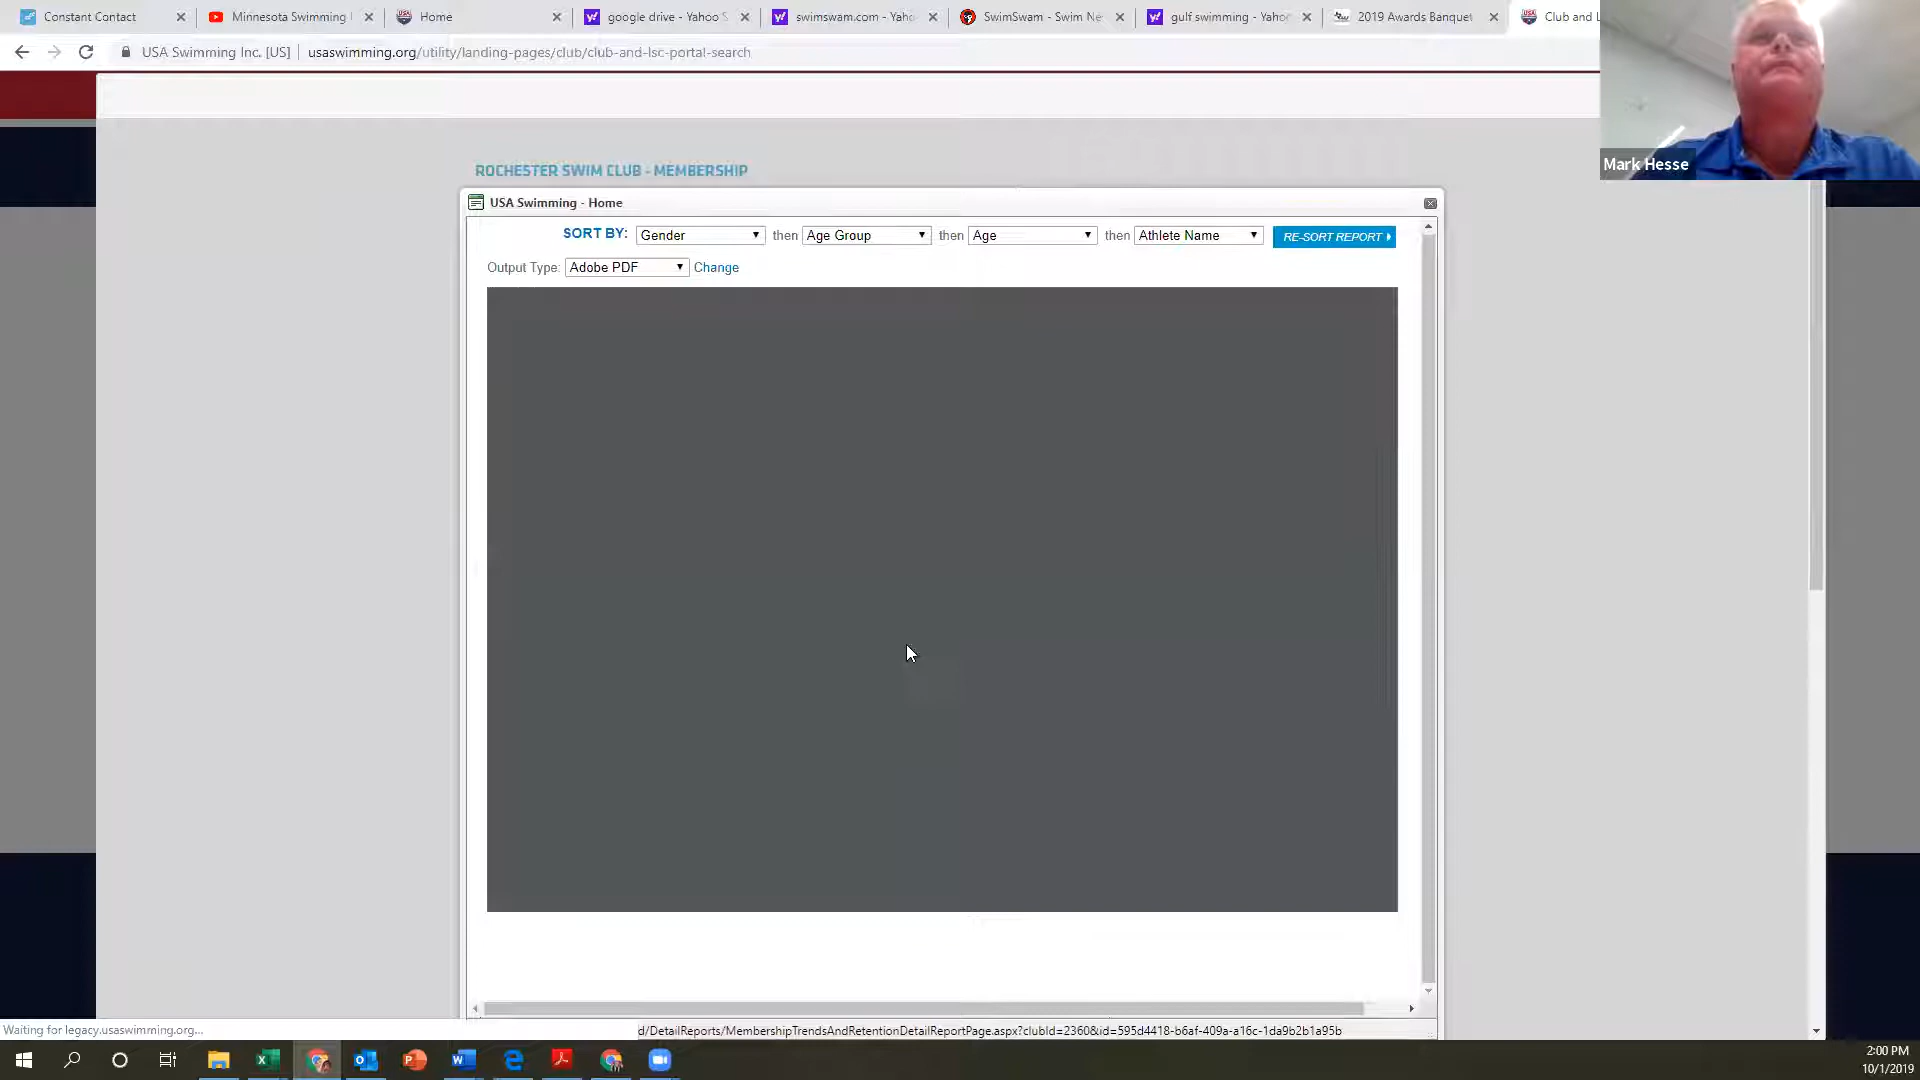 Constant Contact
Minnesota Swimming
Home
google drive - Yahoo S
swimswam.com - Yaho
SwimSwam - Swim Ne
gulf swimming - Yahoo
2019 Awards Banquet
Club and L
USA Swimming Inc. [US] | usaswimming.org/utility/landing-pages/club/club-and-lsc-portal-search
Mark Hesse
ROCHESTER SWIM CLUB - MEMBERSHIP
USA Swimming - Home
SORT BY: Gender then Age Group then Age then Athlete Name RE-SORT REPORT
Output Type: Adobe PDF Change
Waiting for legacy.usaswimming.org...
d/DetailReports/MembershipTrendsAndRetentionDetailReportPage.aspx?clubId=2360&id=595d4418-b6af-409a-a16c-1da9b2b1a95b
2:00 PM
10/1/2019